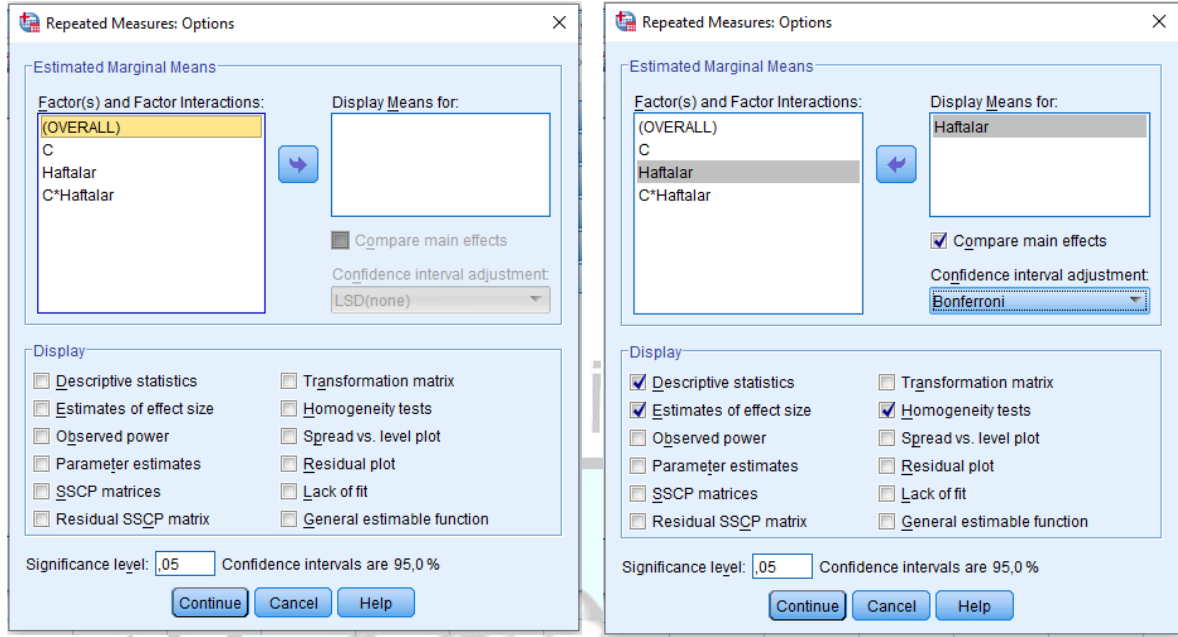 Repeated Measures: Options
Estimated Marginal Means
Factor(s) and Factor Interactions:
Display Means for:
(OVERALL)
C
Haftalar
C*Haftalar
Compare main effects
Confidence interval adjustment:
LSD(none)
Display
Descriptive statistics
Transformation matrix
Estimates of effect size
Homogeneity tests
Observed power
Spread vs. level plot
Parameter estimates
Residual plot
SSCP matrices
Lack of fit
Residual SSCP matrix
General estimable function
Significance level: ,05 Confidence intervals are 95,0 %
Continue Cancel Help
Repeated Measures: Options
Estimated Marginal Means
Factor(s) and Factor Interactions:
Display Means for:
(OVERALL)
C
Haftalar
C*Haftalar
Haftalar
Compare main effects
Confidence interval adjustment:
Bonferroni
Display
Descriptive statistics
Transformation matrix
Estimates of effect size
Homogeneity tests
Observed power
Spread vs. level plot
Parameter estimates
Residual plot
SSCP matrices
Lack of fit
Residual SSCP matrix
General estimable function
Significance level: ,05 Confidence intervals are 95,0 %
Continue Cancel Help